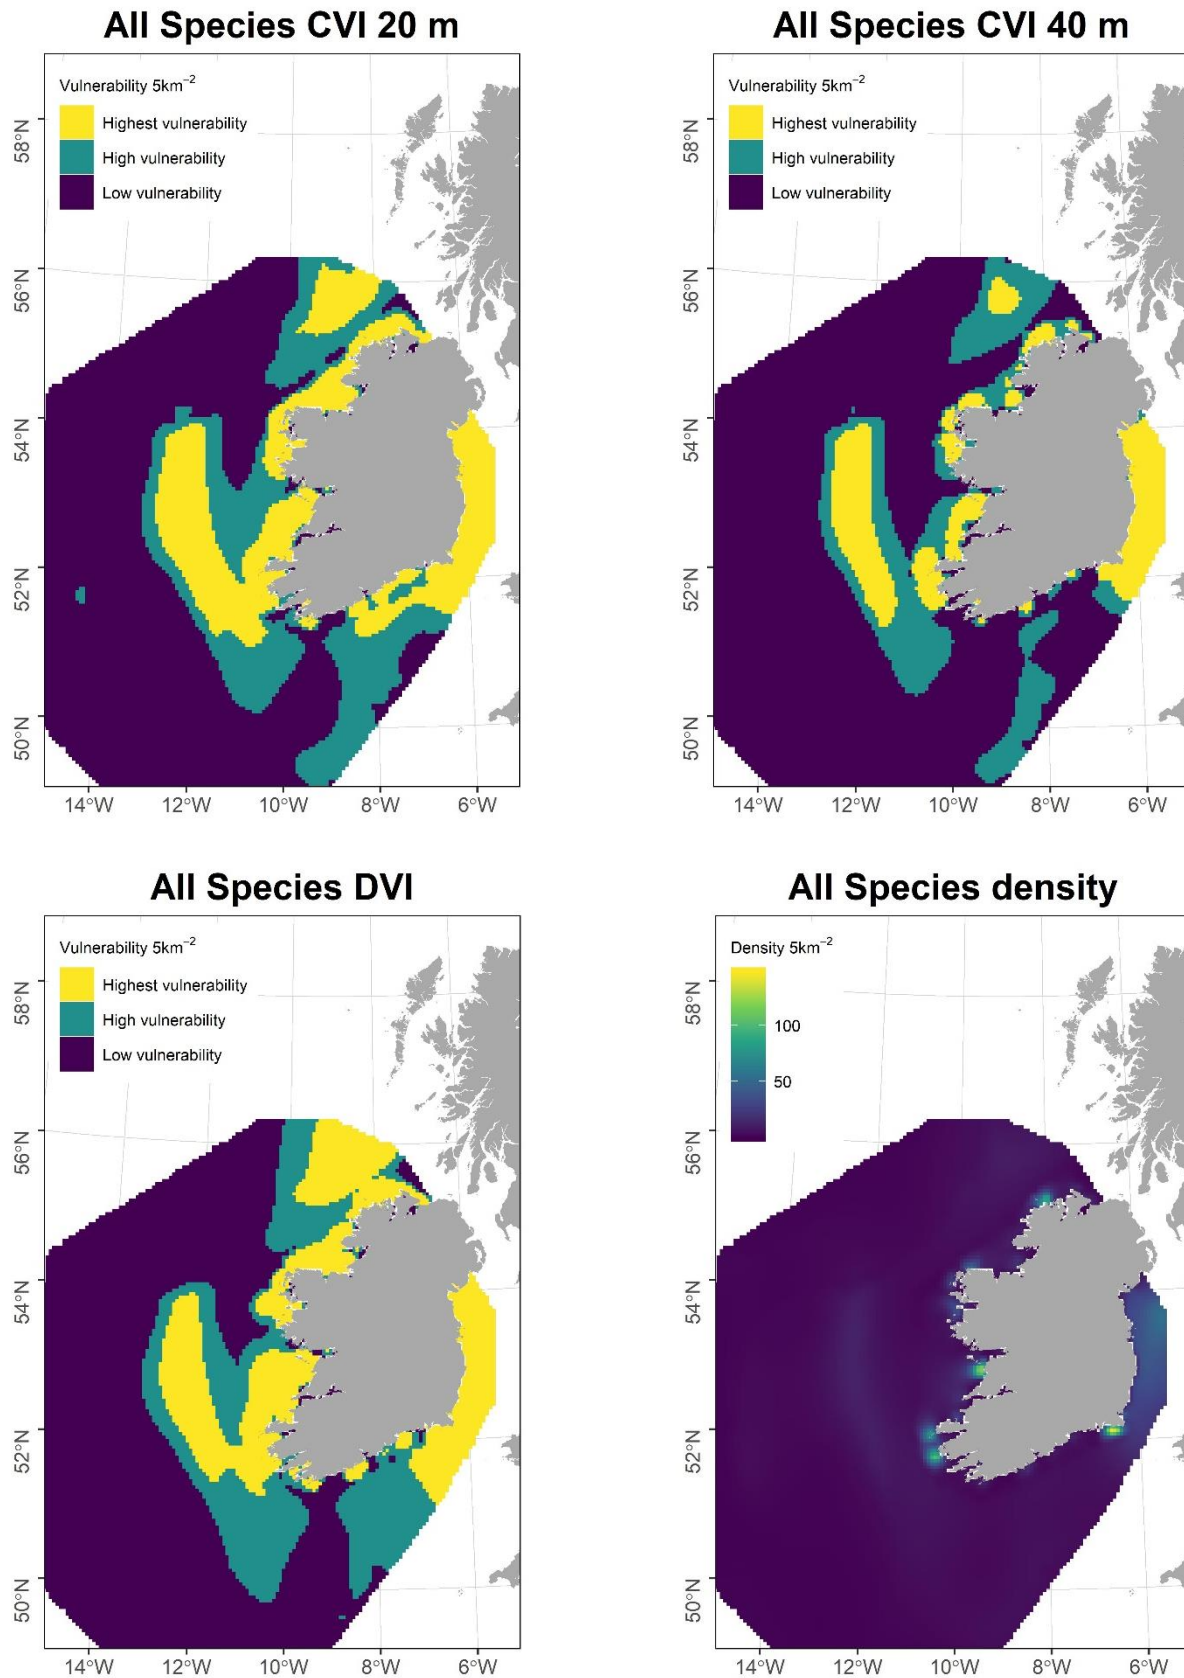 All Species CVI 20 m
Vulnerability 5km⁻²
Highest vulnerability
High vulnerability
Low vulnerability
58°N
56°N
54°N
52°N
50°N
14°W 12°W 10°W 8°W 6°W
All Species CVI 40 m
Vulnerability 5km⁻²
Highest vulnerability
High vulnerability
Low vulnerability
58°N
56°N
54°N
52°N
50°N
14°W 12°W 10°W 8°W 6°W
All Species DVI
Vulnerability 5km⁻²
Highest vulnerability
High vulnerability
Low vulnerability
58°N
56°N
54°N
52°N
50°N
14°W 12°W 10°W 8°W 6°W
All Species density
Density 5km⁻²
100
50
58°N
56°N
54°N
52°N
50°N
14°W 12°W 10°W 8°W 6°W